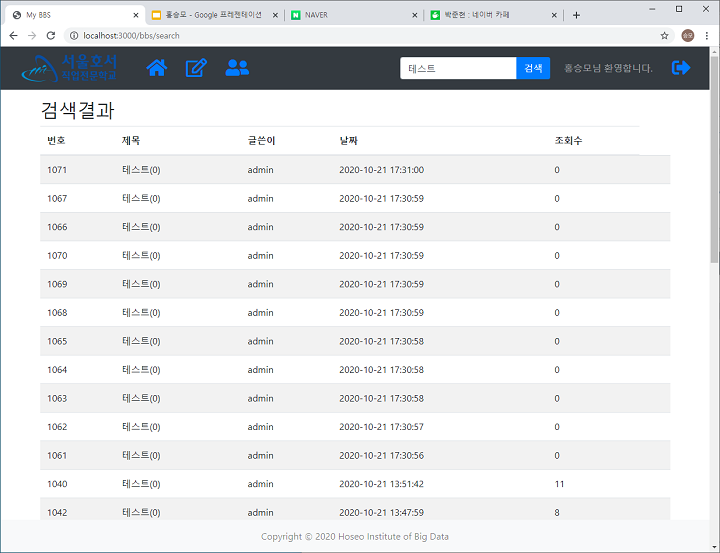 My BBS
홍승모 - Google 프레젠테이션
NAVER
박준현 : 네이버 카페
localhost:3000/bbs/search
승모
서울호서
직업전문학교
테스트
검색
홍승모님 환영합니다.
검색결과
번호 제목 글쓴이 날짜 조회수
1071 테스트(0) admin 2020-10-21 17:31:00 0
1067 테스트(0) admin 2020-10-21 17:30:59 0
1066 테스트(0) admin 2020-10-21 17:30:59 0
1070 테스트(0) admin 2020-10-21 17:30:59 0
1069 테스트(0) admin 2020-10-21 17:30:59 0
1068 테스트(0) admin 2020-10-21 17:30:59 0
1065 테스트(0) admin 2020-10-21 17:30:58 0
1064 테스트(0) admin 2020-10-21 17:30:58 0
1063 테스트(0) admin 2020-10-21 17:30:58 0
1062 테스트(0) admin 2020-10-21 17:30:57 0
1061 테스트(0) admin 2020-10-21 17:30:56 0
1040 테스트(0) admin 2020-10-21 13:51:42 11
1042 테스트(0) admin 2020-10-21 13:47:59 8
Copyright © 2020 Hoseo Institute of Big Data